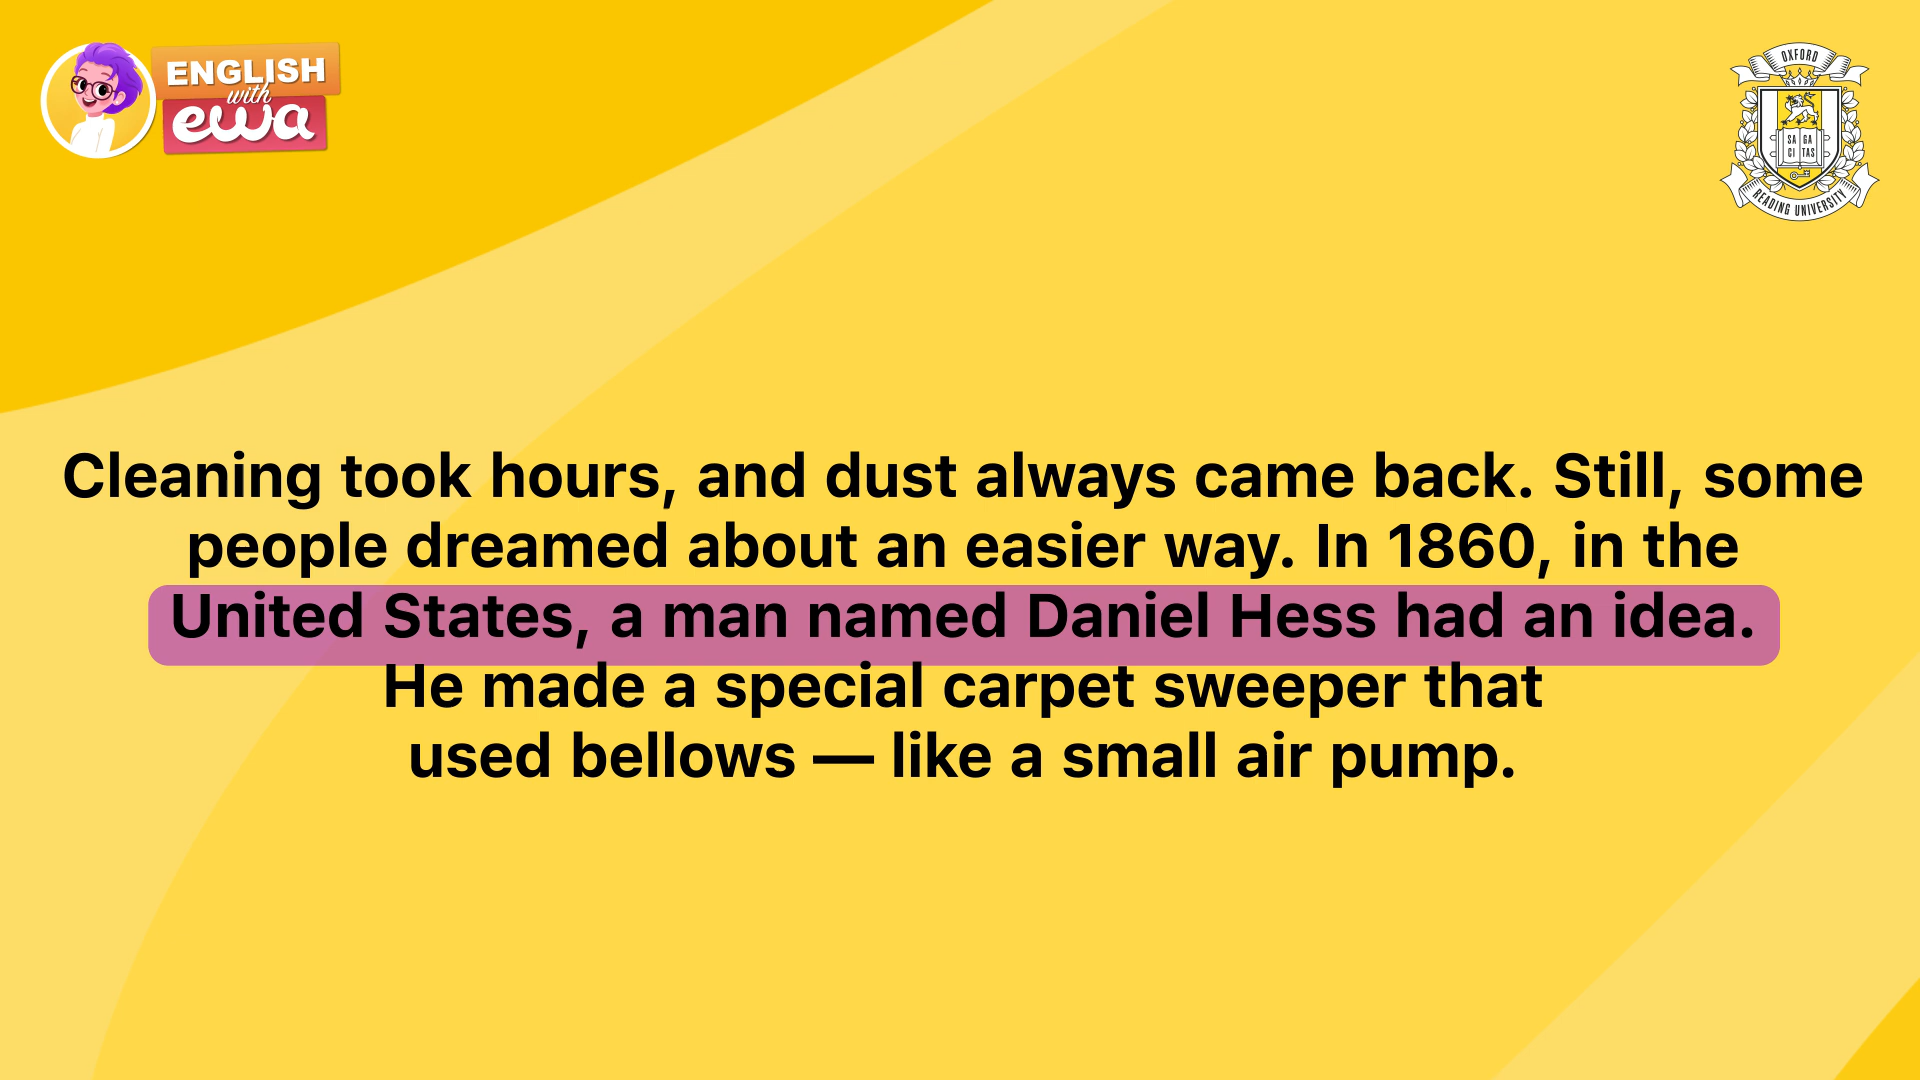 ENGLISH
with
ewa
OXFORD
SA GA
CI TAS
READING UNIVERSITY
Cleaning took hours, and dust always came back. Still, some
people dreamed about an easier way. In 1860, in the
United States, a man named Daniel Hess had an idea.
He made a special carpet sweeper that
used bellows — like a small air pump.